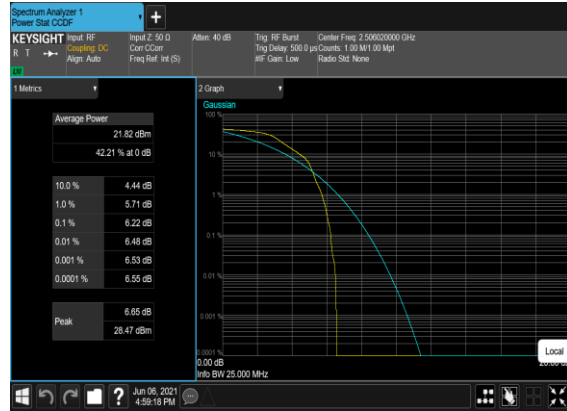 Spectrum Analyzer 1
Power Stat CCDF
KEYSIGHT
R T
Input: RF
Coupling: DC
Align: Auto
Input Z: 50 Ω
Corr CCorr
Freq Ref: Int (S)
Atten: 40 dB
Trig: RF Burst
Trig Delay: 500.0 µs
#IF Gain: Low
Center Freq: 2.506020000 GHz
Counts: 1.00 M/1.00 Mpt
Radio Std: None
1 Metrics
Average Power
21.82 dBm
42.21 % at 0 dB
10.0 % 4.44 dB
1.0 % 5.71 dB
0.1 % 6.22 dB
0.01 % 6.48 dB
0.001 % 6.53 dB
0.0001 % 6.55 dB
Peak
6.65 dB
28.47 dBm
2 Graph
Gaussian
100 %
10 %
1 %
0.1 %
0.01 %
0.001 %
0.0001 %
0.00 dB
Info BW 25.000 MHz
Local
?
Jun 06, 2021
4:59:18 PM